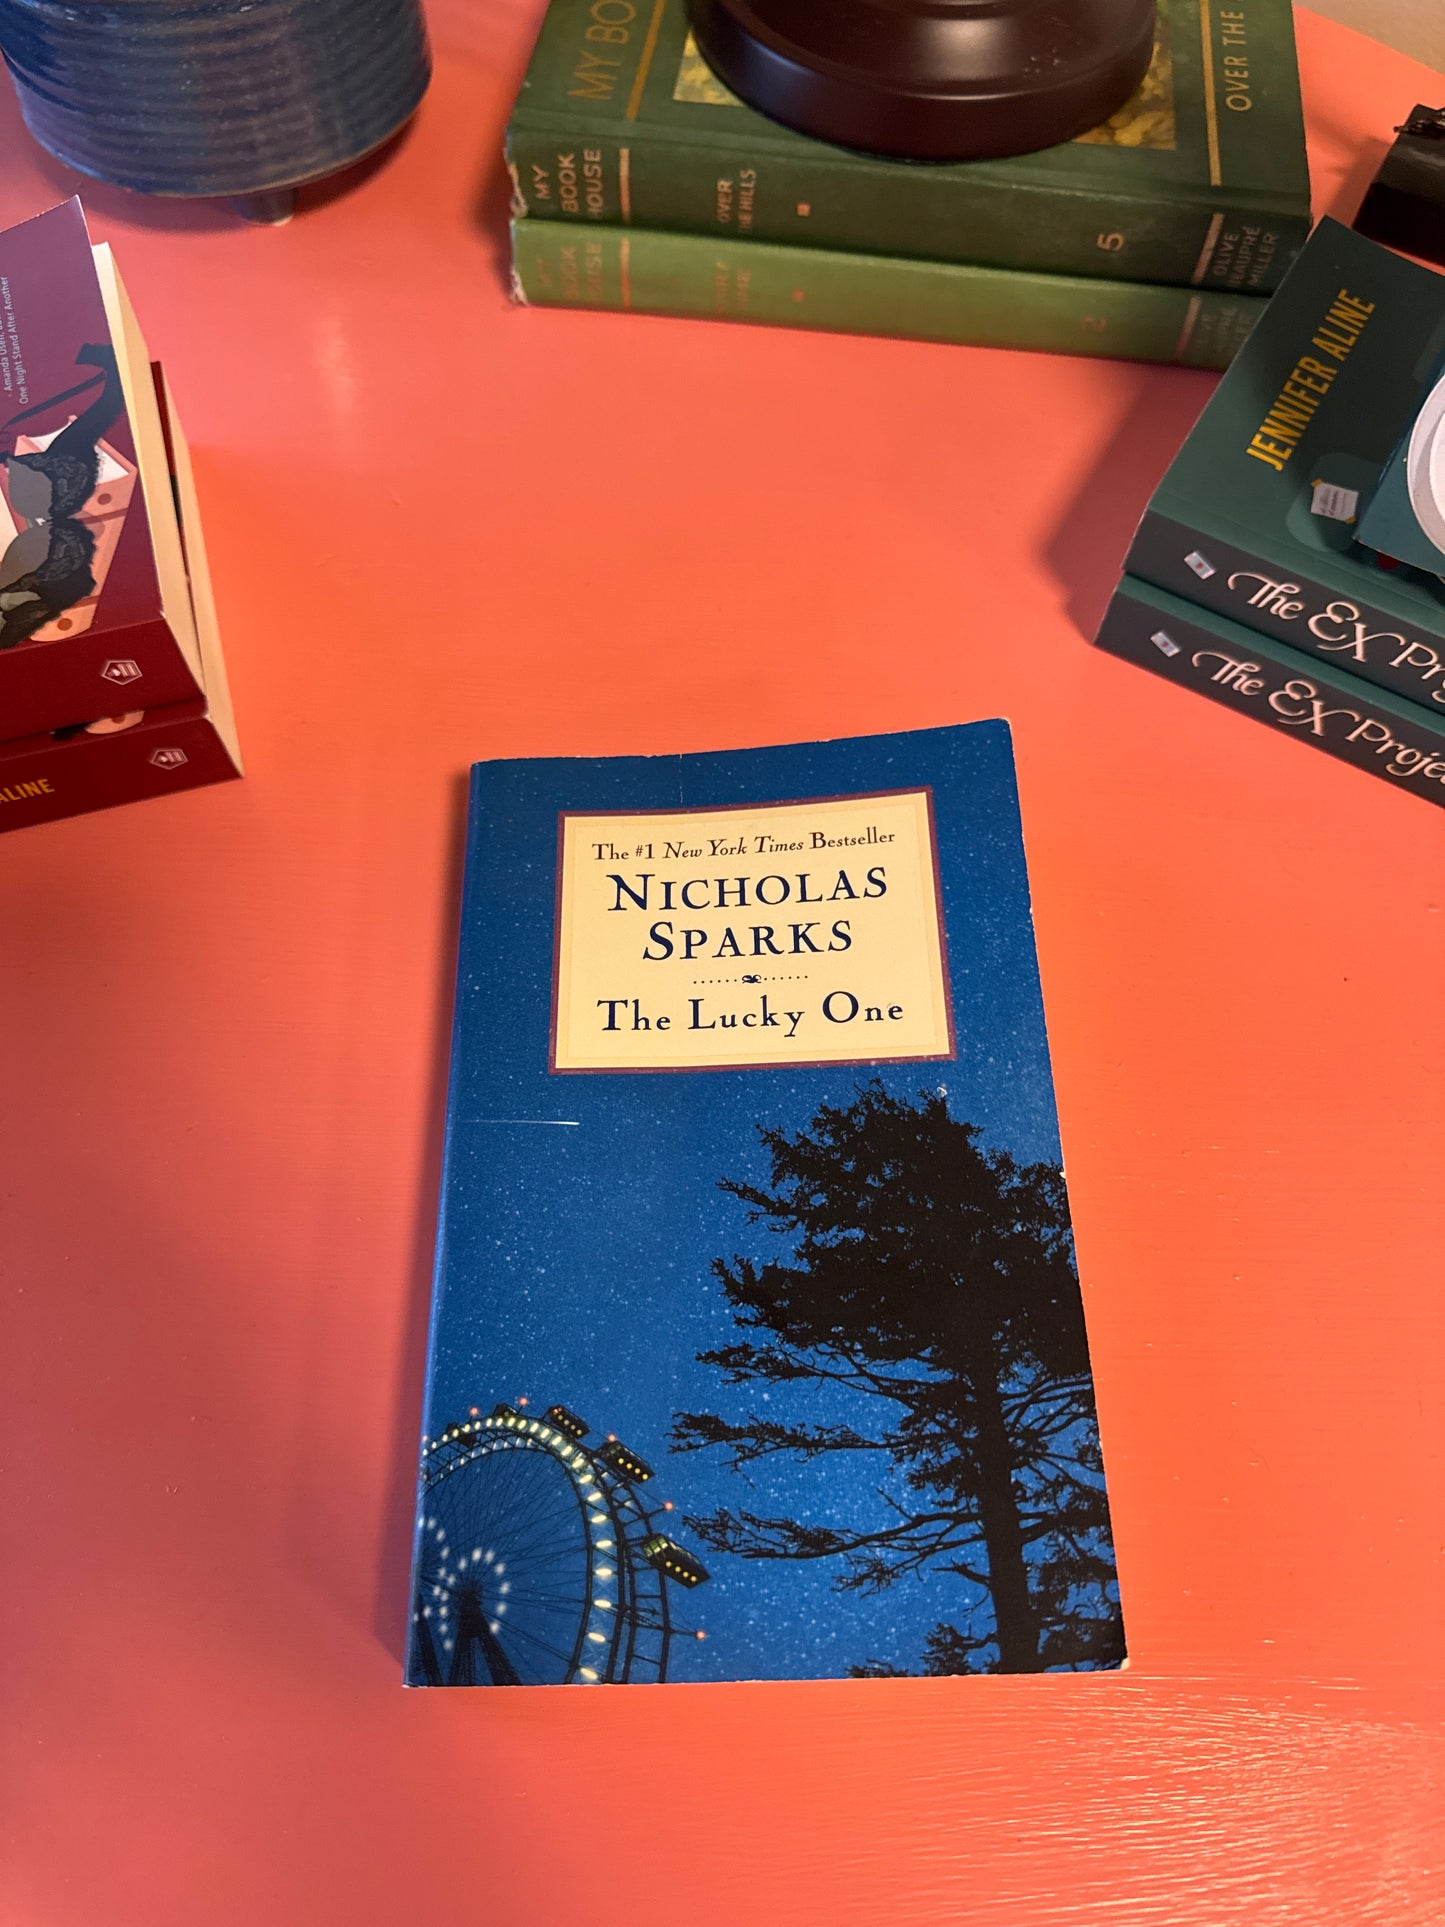 MY BO
OVER THE
MY
BOOK
HOUSE
OVER
THE HILLS
5
OLIVE
BEAUPRÉ
MILLER
BOOK
2
- Amanda
One Night Stand After Another
JENNIFER ALINE
The Ex Pro
The Ex Proje
ALINE
The #1 New York Times Bestseller
NICHOLAS
SPARKS
The Lucky One